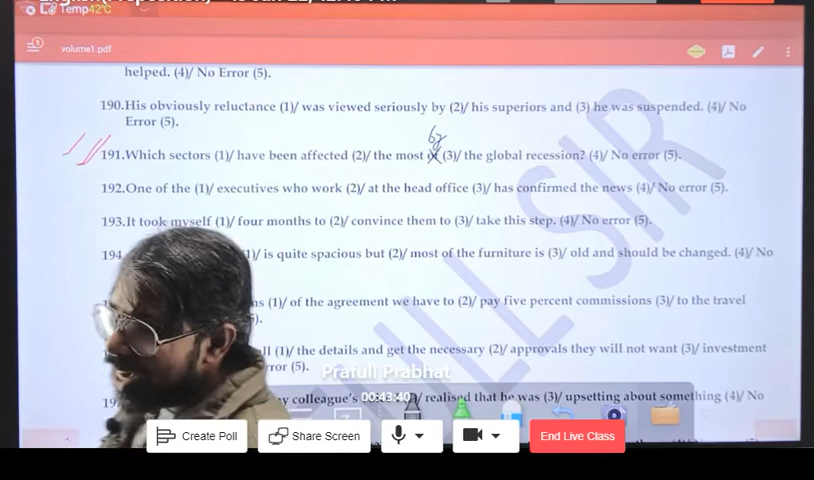 Temp42°C
volume1.pdf
helped. (4)/ No Error (5).
190.His obviously reluctance (1)/ was viewed seriously by (2)/ his superiors and (3) he was suspended. (4)/ No
Error (5).
by
191.Which sectors (1)/ have been affected (2)/ the most of (3)/ the global recession? (4)/ No error (5).
192.One of the (1)/ executives who work (2)/ at the head office (3)/ has confirmed the news (4)/ No error (5).
193.It took myself (1)/ four months to (2)/ convince them to (3)/ take this step. (4)/ No error (5).
194 1)/ is quite spacious but (2)/ most of the furniture is (3)/ old and should be changed. (4)/ No
(1)/ of the agreement we have to (2)/ pay five percent commissions (3)/ to the travel
(1)/ the details and get the necessary (2)/ approvals they will not want (3)/ investment
(5).
Prafull Prabhat
colleague's )/ realised that he was (3)/ upsetting about something (4)/ No
00:43:40
SIR
Create Poll
Share Screen
End Live Class